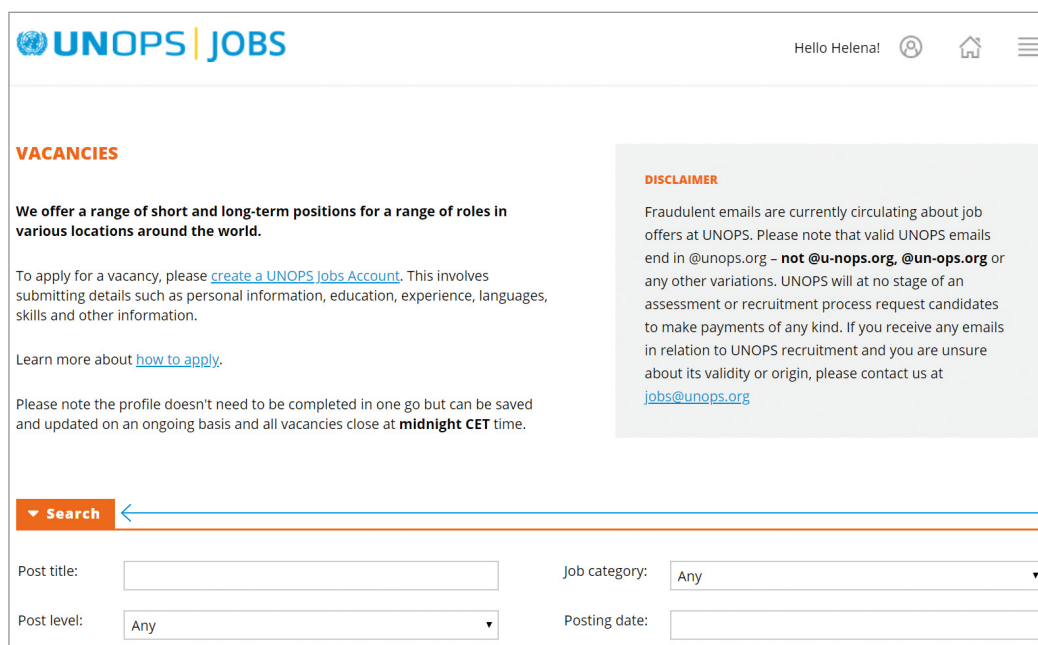 UNOPS JOBS
Hello Helena!
VACANCIES
We offer a range of short and long-term positions for a range of roles in
various locations around the world.
To apply for a vacancy, please create a UNOPS Jobs Account. This involves
submitting details such as personal information, education, experience, languages,
skills and other information.
Learn more about how to apply.
Please note the profile doesn't need to be completed in one go but can be saved
and updated on an ongoing basis and all vacancies close at midnight CET time.
DISCLAIMER
Fraudulent emails are currently circulating about job
offers at UNOPS. Please note that valid UNOPS emails
end in @unops.org – not @u-nops.org, @un-ops.org or
any other variations. UNOPS will at no stage of an
assessment or recruitment process request candidates
to make payments of any kind. If you receive any emails
in relation to UNOPS recruitment and you are unsure
about its validity or origin, please contact us at
jobs@unops.org
Search
Post title:
Job category: Any
Post level: Any
Posting date: